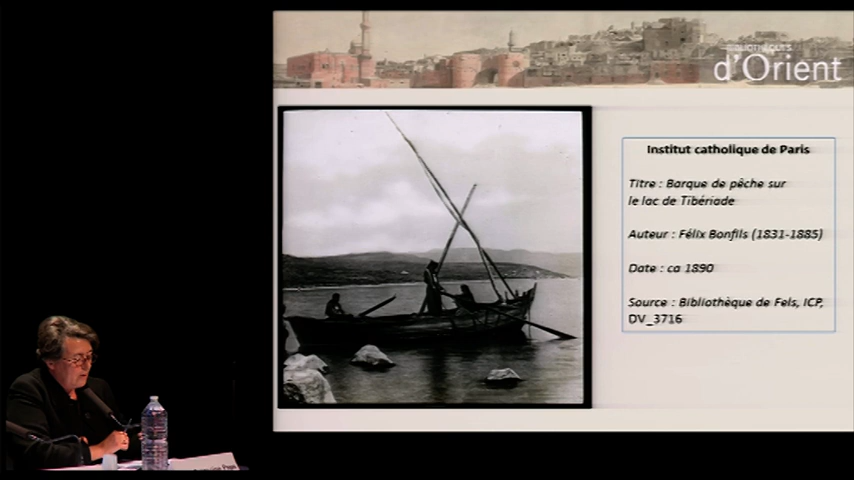 BIBLIOTHÈQUES
d'Orient
Institut catholique de Paris
Titre : Barque de pêche sur
le lac de Tibériade
Auteur : Félix Bonfils (1831-1885)
Date : ca 1890
Source : Bibliothèque de Fels, ICP,
DV_3716